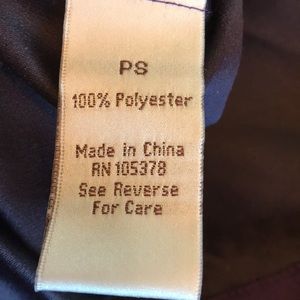 PS
100% Polyester
Made in China
RN 105378
See Reverse
For Care